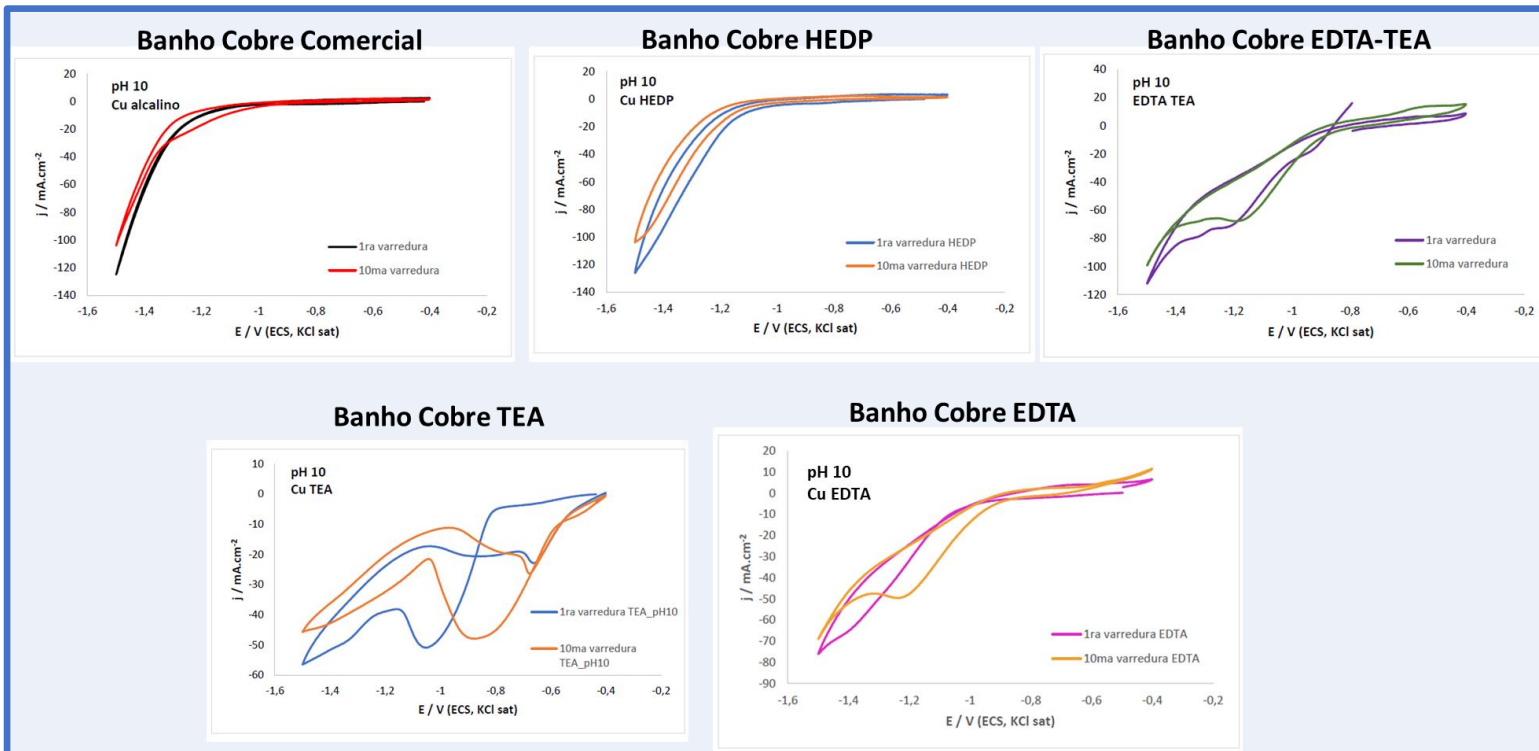 Banho Cobre Comercial
pH 10
Cu alcalino
20
0
-20
-40
-60
-80
-100
-120
-140
j / mA.cm-2
-1,6
-1,4
-1,2
-1
-0,8
-0,6
-0,4
-0,2
E / V (ECS, KCl sat)
1ra varredura
10ma varredura
Banho Cobre HEDP
pH 10
Cu HEDP
20
0
-20
-40
-60
-80
-100
-120
-140
j / mA.cm-2
-1,6
-1,4
-1,2
-1
-0,8
-0,6
-0,4
-0,2
E / V (ECS, KCl sat)
1ra varredura HEDP
10ma varredura HEDP
Banho Cobre EDTA-TEA
pH 10
EDTA TEA
40
20
0
-20
-40
-60
-80
-100
-120
j / mA.cm-2
-1,6
-1,4
-1,2
-1
-0,8
-0,6
-0,4
-0,2
E / V (ECS, KCl sat)
1ra varredura
10ma varredura
Banho Cobre TEA
pH 10
Cu TEA
10
0
-10
-20
-30
-40
-50
-60
j / mA.cm-2
-1,6
-1,4
-1,2
-1
-0,8
-0,6
-0,4
-0,2
E / V (ECS, KCl sat)
1ra varredura TEA_pH10
10ma varredura
TEA_pH10
Banho Cobre EDTA
pH 10
Cu EDTA
20
10
0
-10
-20
-30
-40
-50
-60
-70
-80
-90
j / mA.cm-2
-1,8
-1,6
-1,4
-1,2
-1
-0,8
-0,6
-0,4
-0,2
E / V (ECS, KCl sat)
1ra varredura EDTA
10ma varredura EDTA